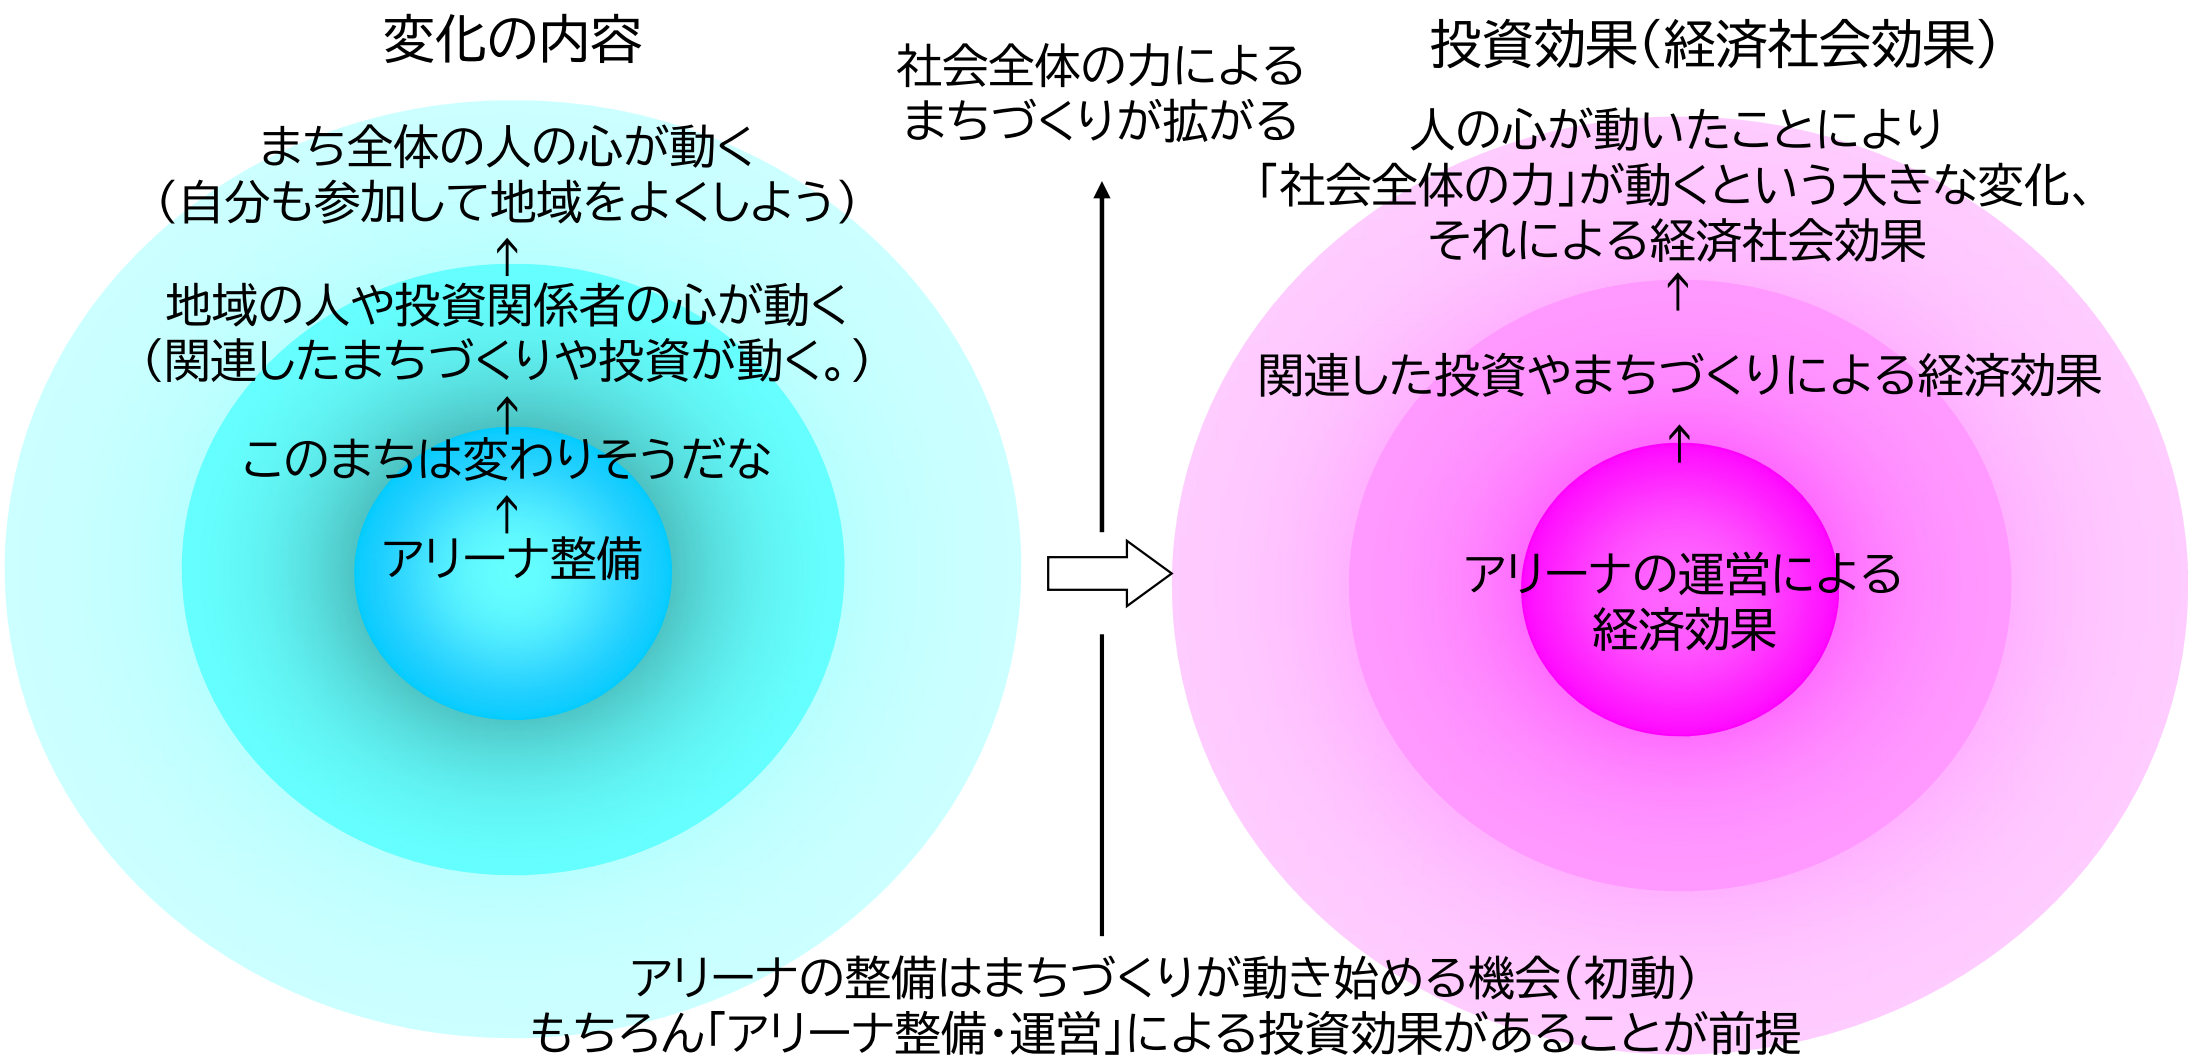 変化の内容
まち全体の人の心が動く
（自分も参加して地域をよくしよう）
↑
地域の人や投資関係者の心が動く
（関連したまちづくりや投資が動く。）
↑
このまちは変わりそうだな
↑
アリーナ整備
社会全体の力による
まちづくりが拡がる
投資効果（経済社会効果）
人の心が動いたことにより
「社会全体の力」が動くという大きな変化、
それによる経済社会効果
↑
関連した投資やまちづくりによる経済効果
↑
アリーナの運営による
経済効果
アリーナの整備はまちづくりが動き始める機会（初動）
もちろん「アリーナ整備・運営」による投資効果があることが前提